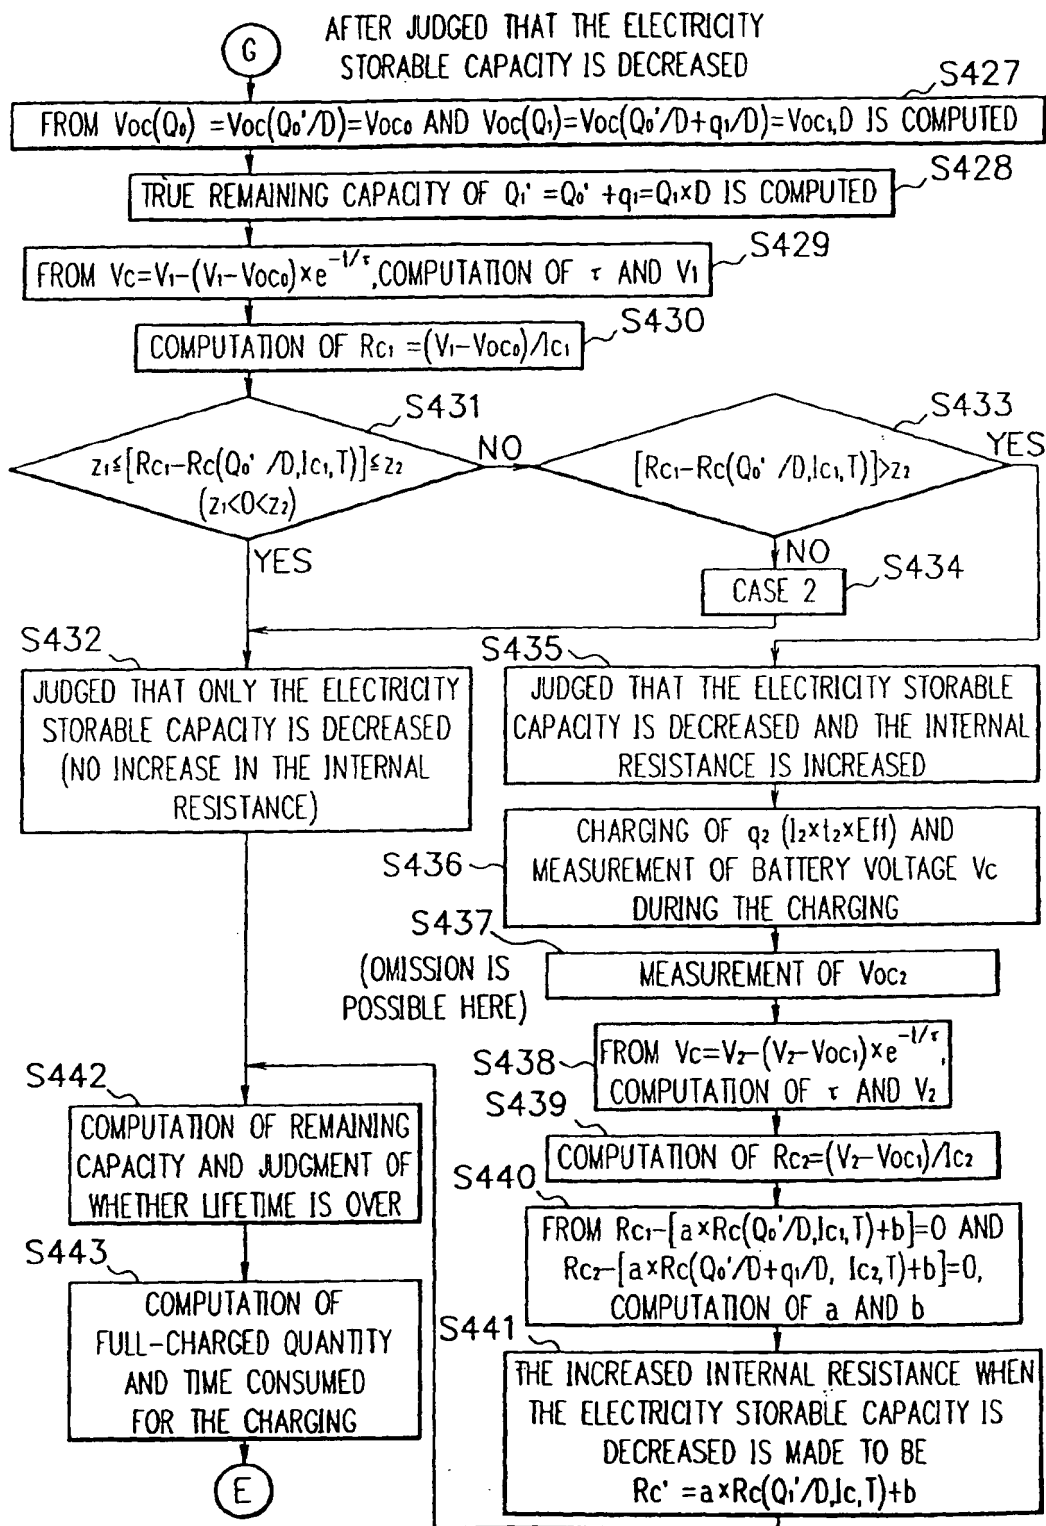 G
AFTER JUDGED THAT THE ELECTRICITY
STORABLE CAPACITY IS DECREASED
S427
FROM Voc(Q₀) =Voc(Q₀'/D)=Voc₀ AND Voc(Q₁)=Voc(Q₀'/D+q₁/D)=Voc₁,D IS COMPUTED
S428
TRUE REMAINING CAPACITY OF Q₁' =Q₀' +q₁=Q₁×D IS COMPUTED
S429
FROM Vc=V₁-(V₁-Voc₀)×e^(-t/τ),COMPUTATION OF τ AND V₁
S430
COMPUTATION OF Rc₁ =(V₁-Voc₀)/Ic₁
S431
z₁≦[Rc₁-Rc(Q₀' /D,Ic₁,T)]≦z₂
(z₁<0<z₂)
NO
YES
S433
[Rc₁-Rc(Q₀' /D,Ic₁,T)]>z₂
YES
NO
S434
CASE 2
S432
JUDGED THAT ONLY THE ELECTRICITY
STORABLE CAPACITY IS DECREASED
(NO INCREASE IN THE INTERNAL
RESISTANCE)
S435
JUDGED THAT THE ELECTRICITY STORABLE
CAPACITY IS DECREASED AND THE INTERNAL
RESISTANCE IS INCREASED
S436
CHARGING OF q₂ (I₂×t₂×Eff) AND
MEASUREMENT OF BATTERY VOLTAGE Vc
DURING THE CHARGING
S437
(OMISSION IS
POSSIBLE HERE)
MEASUREMENT OF Voc₂
S438
FROM Vc=V₂-(V₂-Voc₁)×e^(-t/τ),
COMPUTATION OF τ AND V₂
S439
COMPUTATION OF Rc₂=(V₂-Voc₁)/Ic₂
S440
FROM Rc₁-[a×Rc(Q₀'/D,Ic₁,T)+b]=0 AND
Rc₂-[a×Rc(Q₀'/D+q₁/D, Ic₂,T)+b]=0,
COMPUTATION OF a AND b
S441
THE INCREASED INTERNAL RESISTANCE WHEN
THE ELECTRICITY STORABLE CAPACITY IS
DECREASED IS MADE TO BE
Rc' =a×Rc(Q₁'/D,Ic,T)+b
S442
COMPUTATION OF REMAINING
CAPACITY AND JUDGMENT OF
WHETHER LIFETIME IS OVER
S443
COMPUTATION OF
FULL-CHARGED QUANTITY
AND TIME CONSUMED
FOR THE CHARGING
E